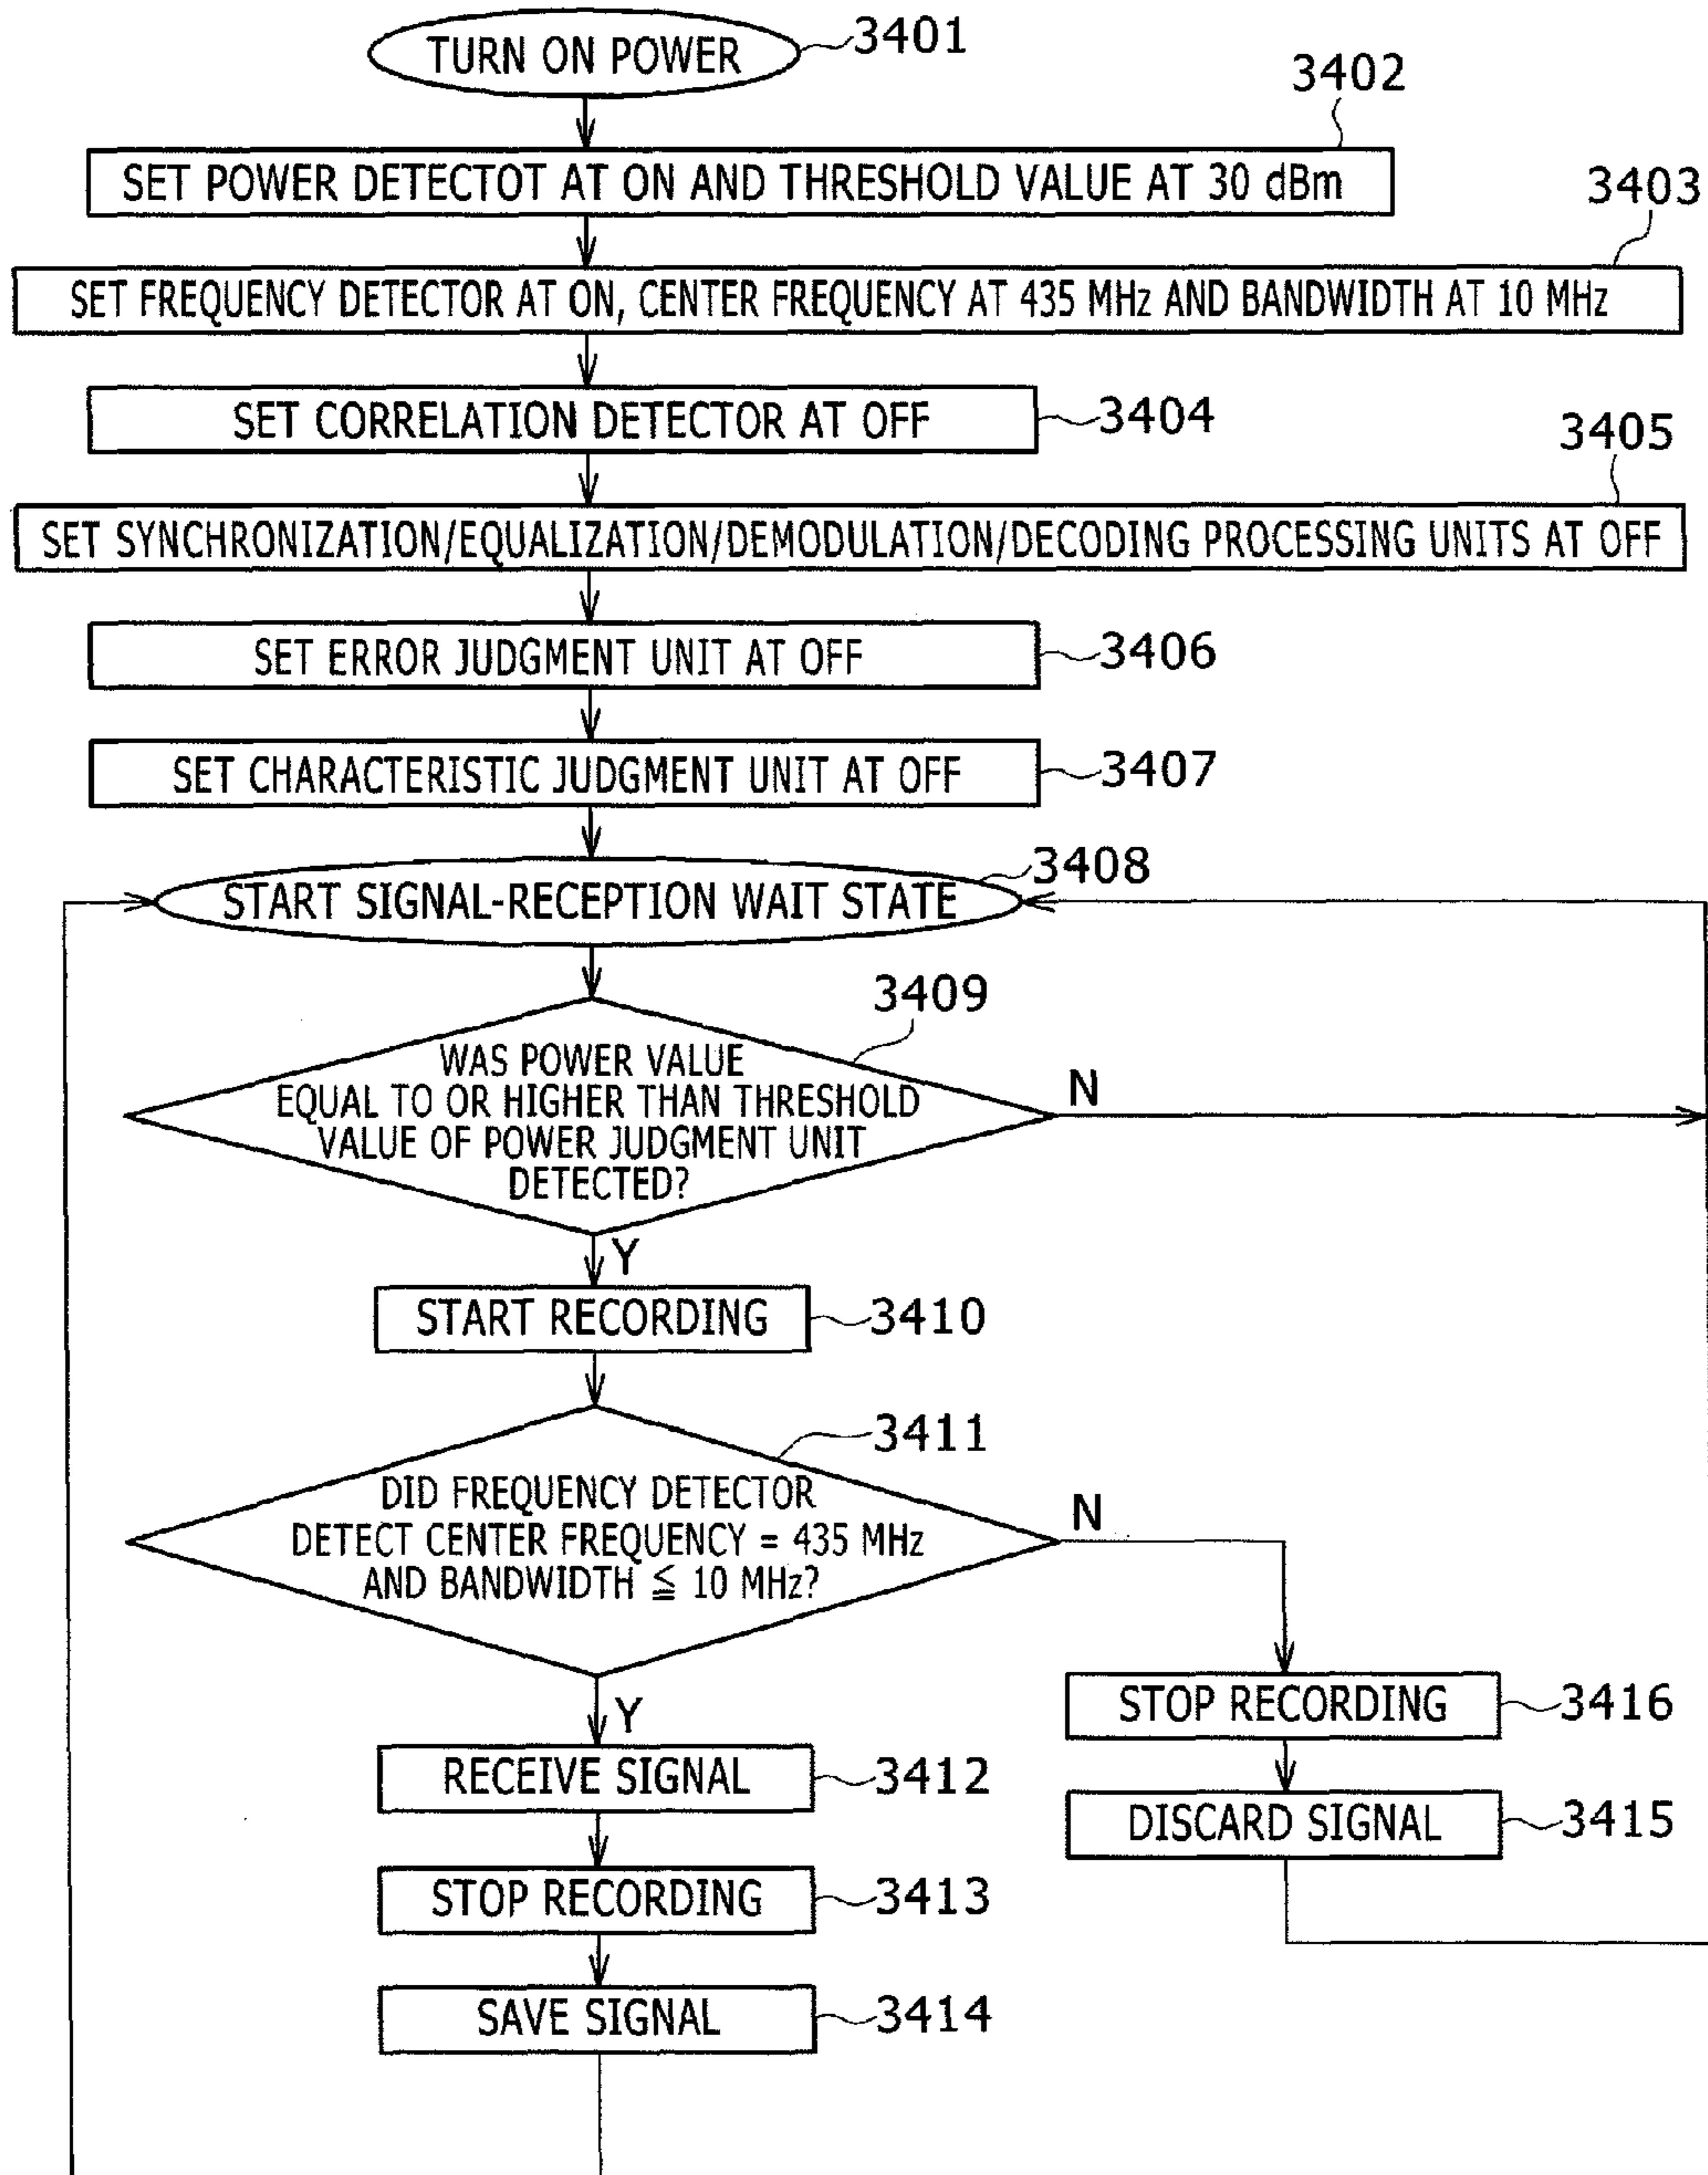 TURN ON POWER
3401
3402
SET POWER DETECTOT AT ON AND THRESHOLD VALUE AT 30 dBm
3403
SET FREQUENCY DETECTOR AT ON, CENTER FREQUENCY AT 435 MHz AND BANDWIDTH AT 10 MHz
SET CORRELATION DETECTOR AT OFF
3404
3405
SET SYNCHRONIZATION/EQUALIZATION/DEMODULATION/DECODING PROCESSING UNITS AT OFF
SET ERROR JUDGMENT UNIT AT OFF
3406
SET CHARACTERISTIC JUDGMENT UNIT AT OFF
3407
3408
START SIGNAL-RECEPTION WAIT STATE
3409
WAS POWER VALUE
EQUAL TO OR HIGHER THAN THRESHOLD
VALUE OF POWER JUDGMENT UNIT
DETECTED?
N
Y
START RECORDING
3410
3411
DID FREQUENCY DETECTOR
DETECT CENTER FREQUENCY = 435 MHz
AND BANDWIDTH ≦ 10 MHz?
N
Y
STOP RECORDING
3416
RECEIVE SIGNAL
3412
DISCARD SIGNAL
3415
STOP RECORDING
3413
SAVE SIGNAL
3414